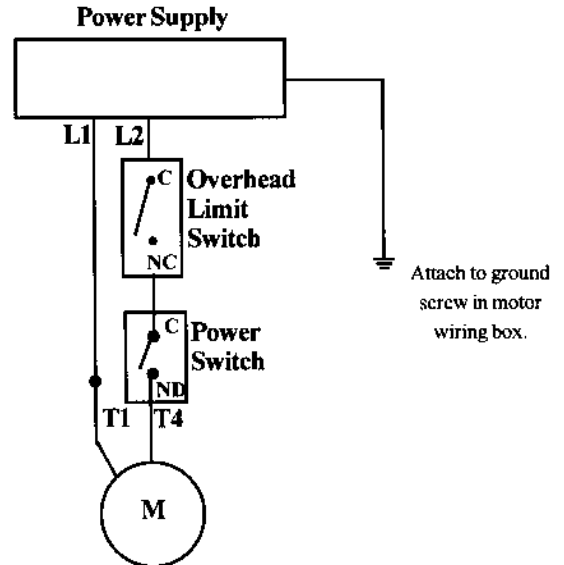 Power Supply
L1 L2
C
Overhead
Limit
Switch
NC
Attach to ground
screw in motor
wiring box.
C
Power
Switch
ND
T1 T4
M